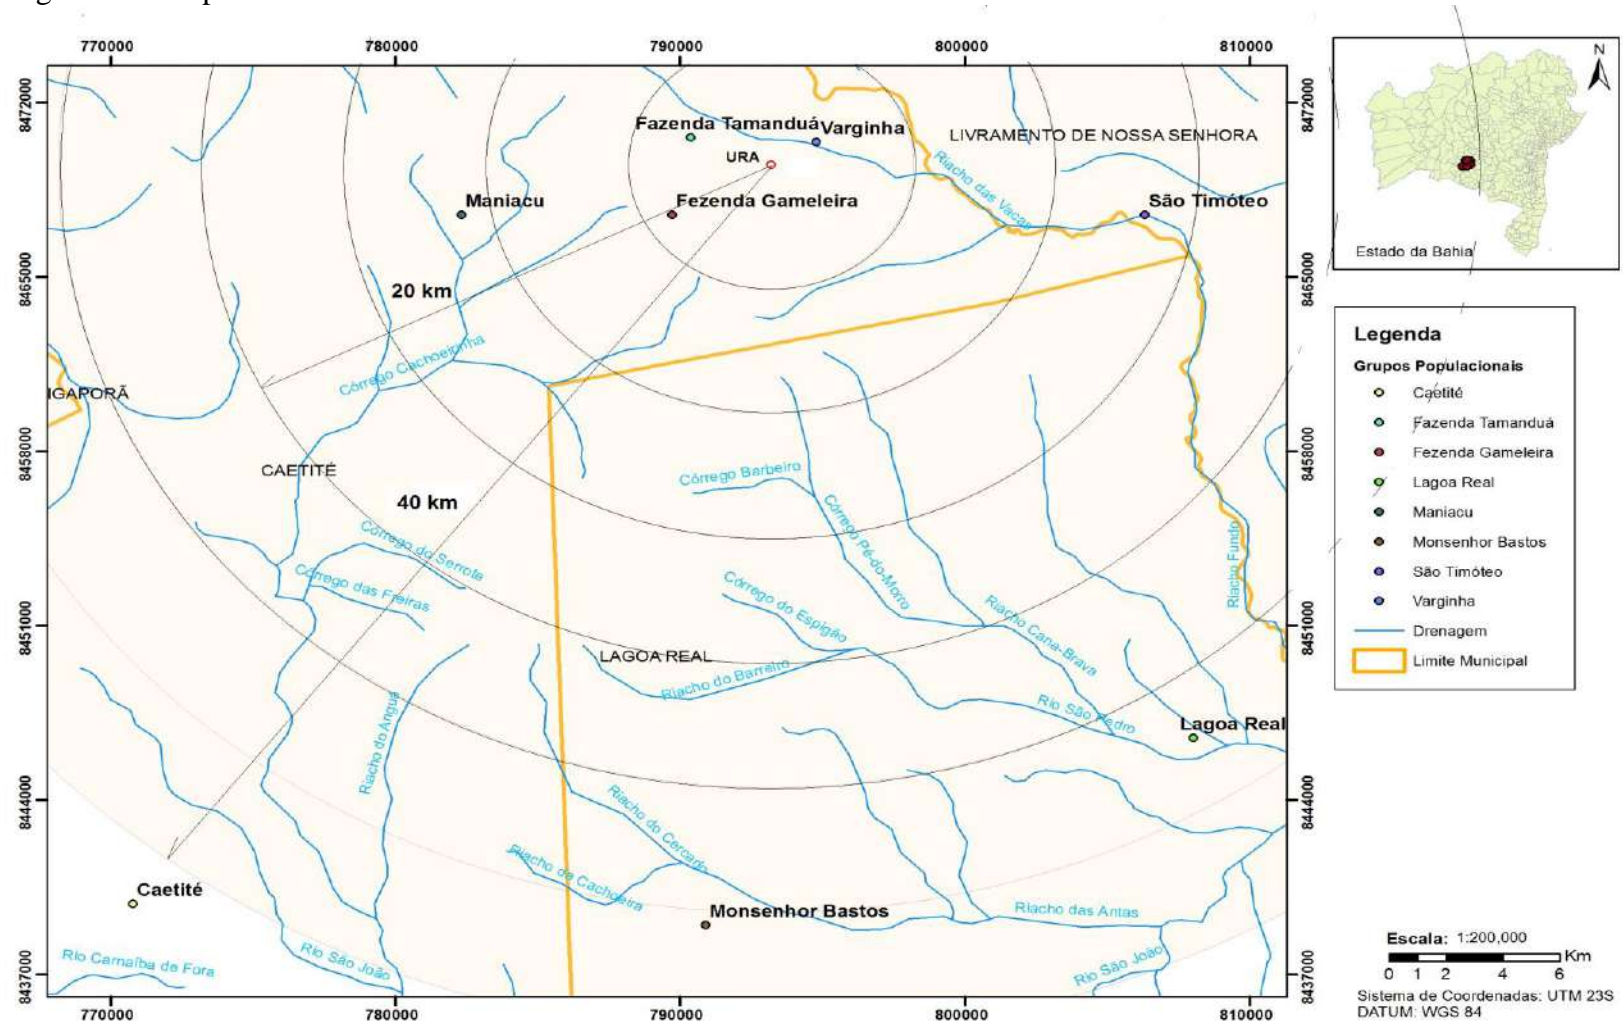 770000
780000
790000
800000
810000
N
8472000
8472000
Fazenda Tamanduá
Varginha
LIVRAMENTO DE NOSSA SENHORA
URA
Riacho das Vacas
Maniacu
Fezenda Gameleira
São Timóteo
Estado da Bahia
8465000
8465000
20 km
Legenda
Grupos Populacionais
Caetité
Fazenda Tamanduá
Fezenda Gameleira
Lagoa Real
Maniacu
Monsenhor Bastos
São Timóteo
Varginha
Drenagem
Limite Municipal
Córrego Cachoeirinha
IGAPORÃ
8458000
8458000
CAETITÉ
Córrego Barbeiro
40 km
Córrego do Serrote
Córrego Pé-do-Morro
Riacho Fundo
Córrego das Freiras
Córrego do Espigão
Riacho Cana-Brava
8451000
8451000
LAGOA REAL
Riacho do Barreiro
Riacho do Angua
Rio São Pedro
Lagoa Real
8444000
8444000
Riacho do Cercado
Riacho da Cachoeira
Caetité
Monsenhor Bastos
Riacho das Antas
Rio Carnaíba de Fora
Rio São João
Rio São João
8437000
8437000
Escala: 1:200,000
Km
0 1 2 4 6
Sistema de Coordenadas: UTM 23S
DATUM: WGS 84
770000
780000
790000
800000
810000